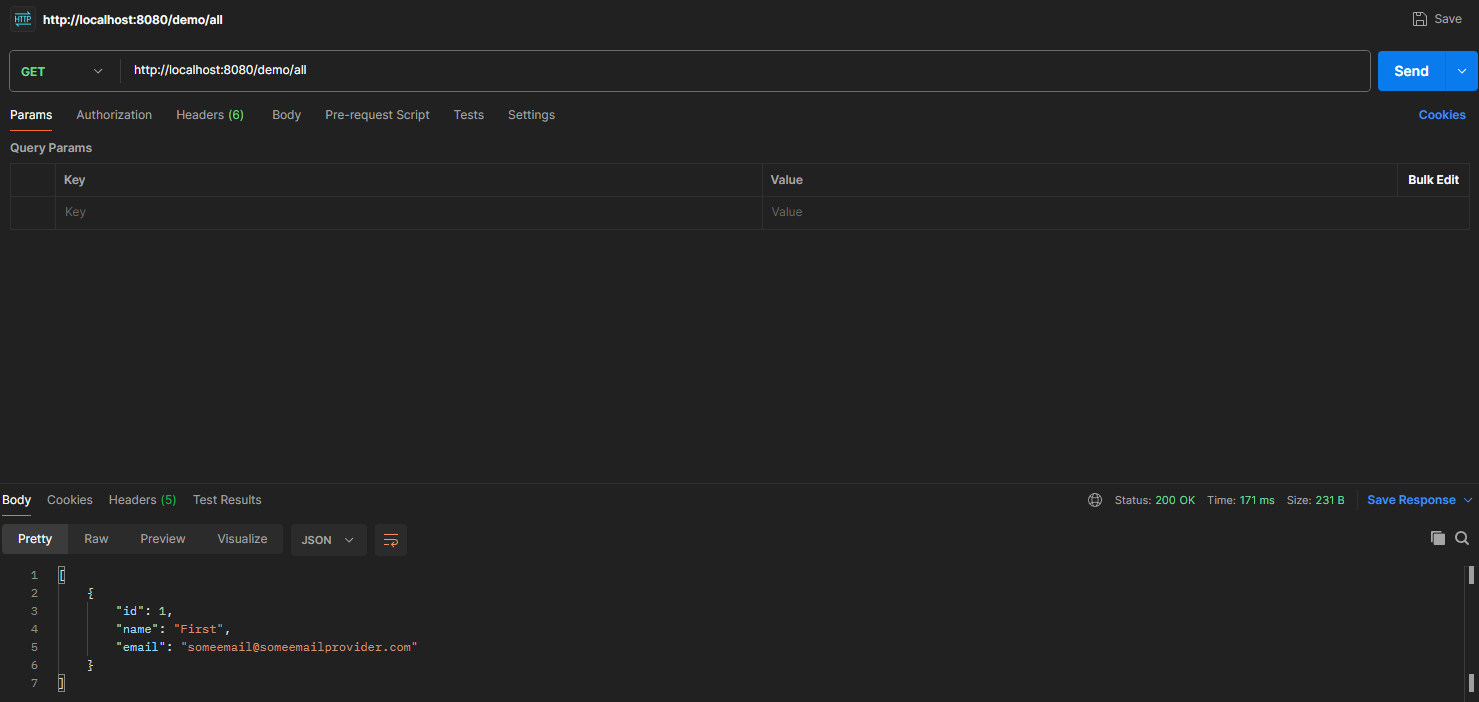 HTTP http://localhost:8080/demo/all Save
GET http://localhost:8080/demo/all Send
Params Authorization Headers (6) Body Pre-request Script Tests Settings Cookies
Query Params
Key Value Bulk Edit
Key Value
Body Cookies Headers (5) Test Results Status: 200 OK Time: 171 ms Size: 231 B Save Response
Pretty Raw Preview Visualize JSON
1 [
2 {
3 "id": 1,
4 "name": "First",
5 "email": "someemail@someemailprovider.com"
6 }
7 ]